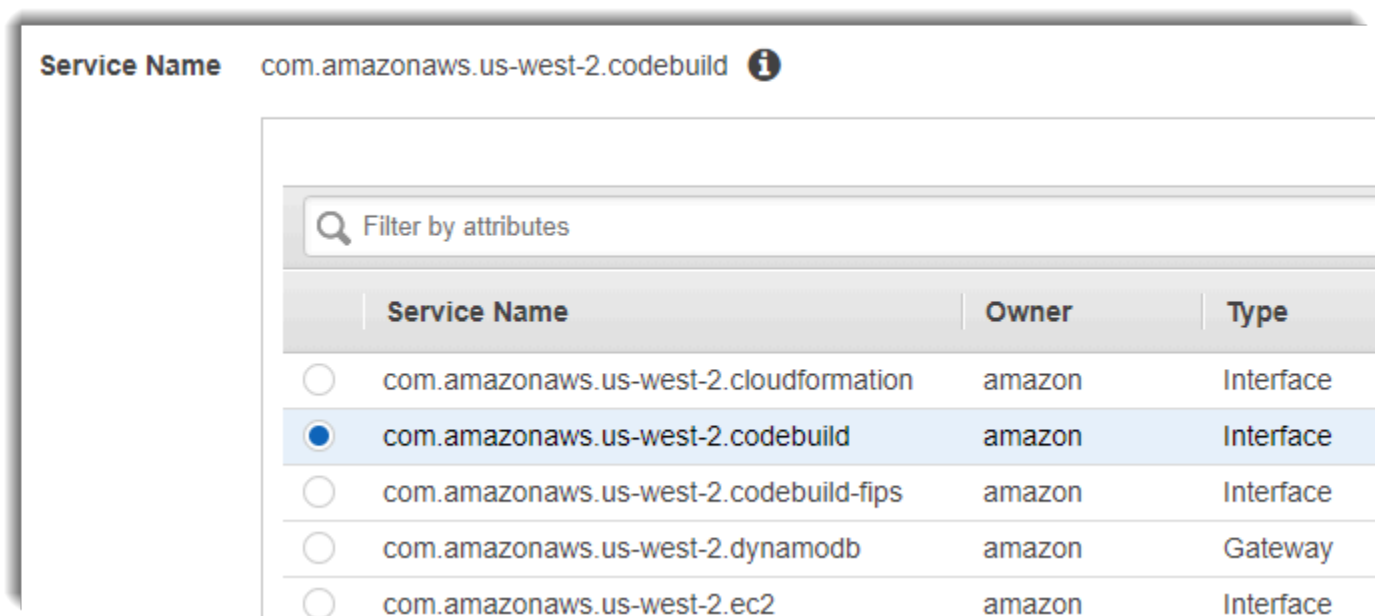 Service Name com.amazonaws.us-west-2.codebuild
Filter by attributes
Service Name Owner Type
com.amazonaws.us-west-2.cloudformation amazon Interface
com.amazonaws.us-west-2.codebuild amazon Interface
com.amazonaws.us-west-2.codebuild-fips amazon Interface
com.amazonaws.us-west-2.dynamodb amazon Gateway
com.amazonaws.us-west-2.ec2 amazon Interface